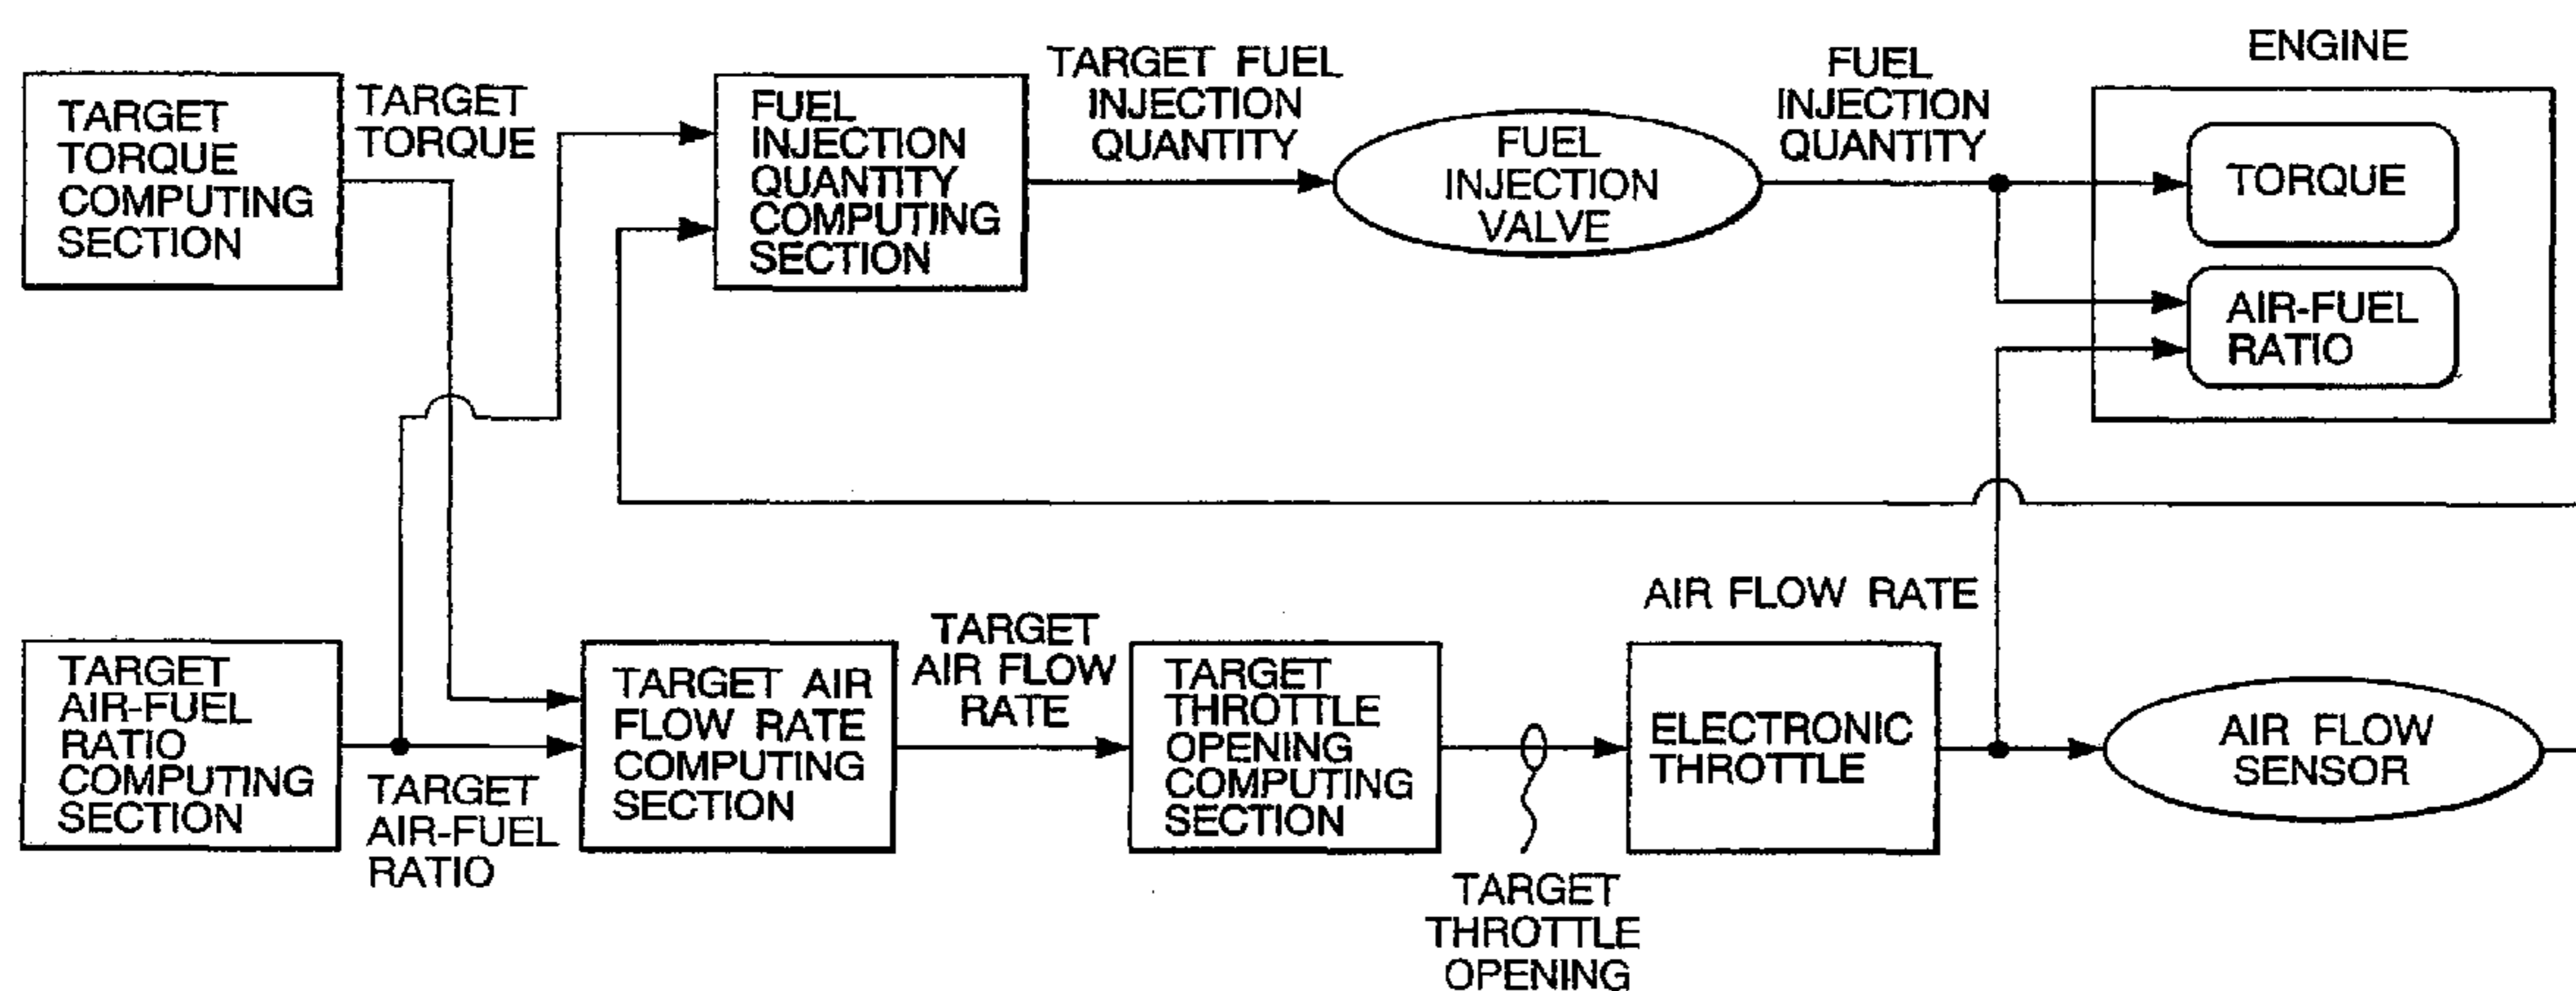 TARGET
TORQUE
COMPUTING
SECTION
TARGET
TORQUE
FUEL
INJECTION
QUANTITY
COMPUTING
SECTION
TARGET FUEL
INJECTION
QUANTITY
FUEL
INJECTION
VALVE
FUEL
INJECTION
QUANTITY
ENGINE
TORQUE
AIR-FUEL
RATIO
TARGET
AIR-FUEL
RATIO
COMPUTING
SECTION
TARGET
AIR-FUEL
RATIO
TARGET AIR
FLOW RATE
COMPUTING
SECTION
TARGET
AIR FLOW
RATE
TARGET
THROTTLE
OPENING
COMPUTING
SECTION
TARGET
THROTTLE
OPENING
ELECTRONIC
THROTTLE
AIR FLOW RATE
AIR FLOW
SENSOR